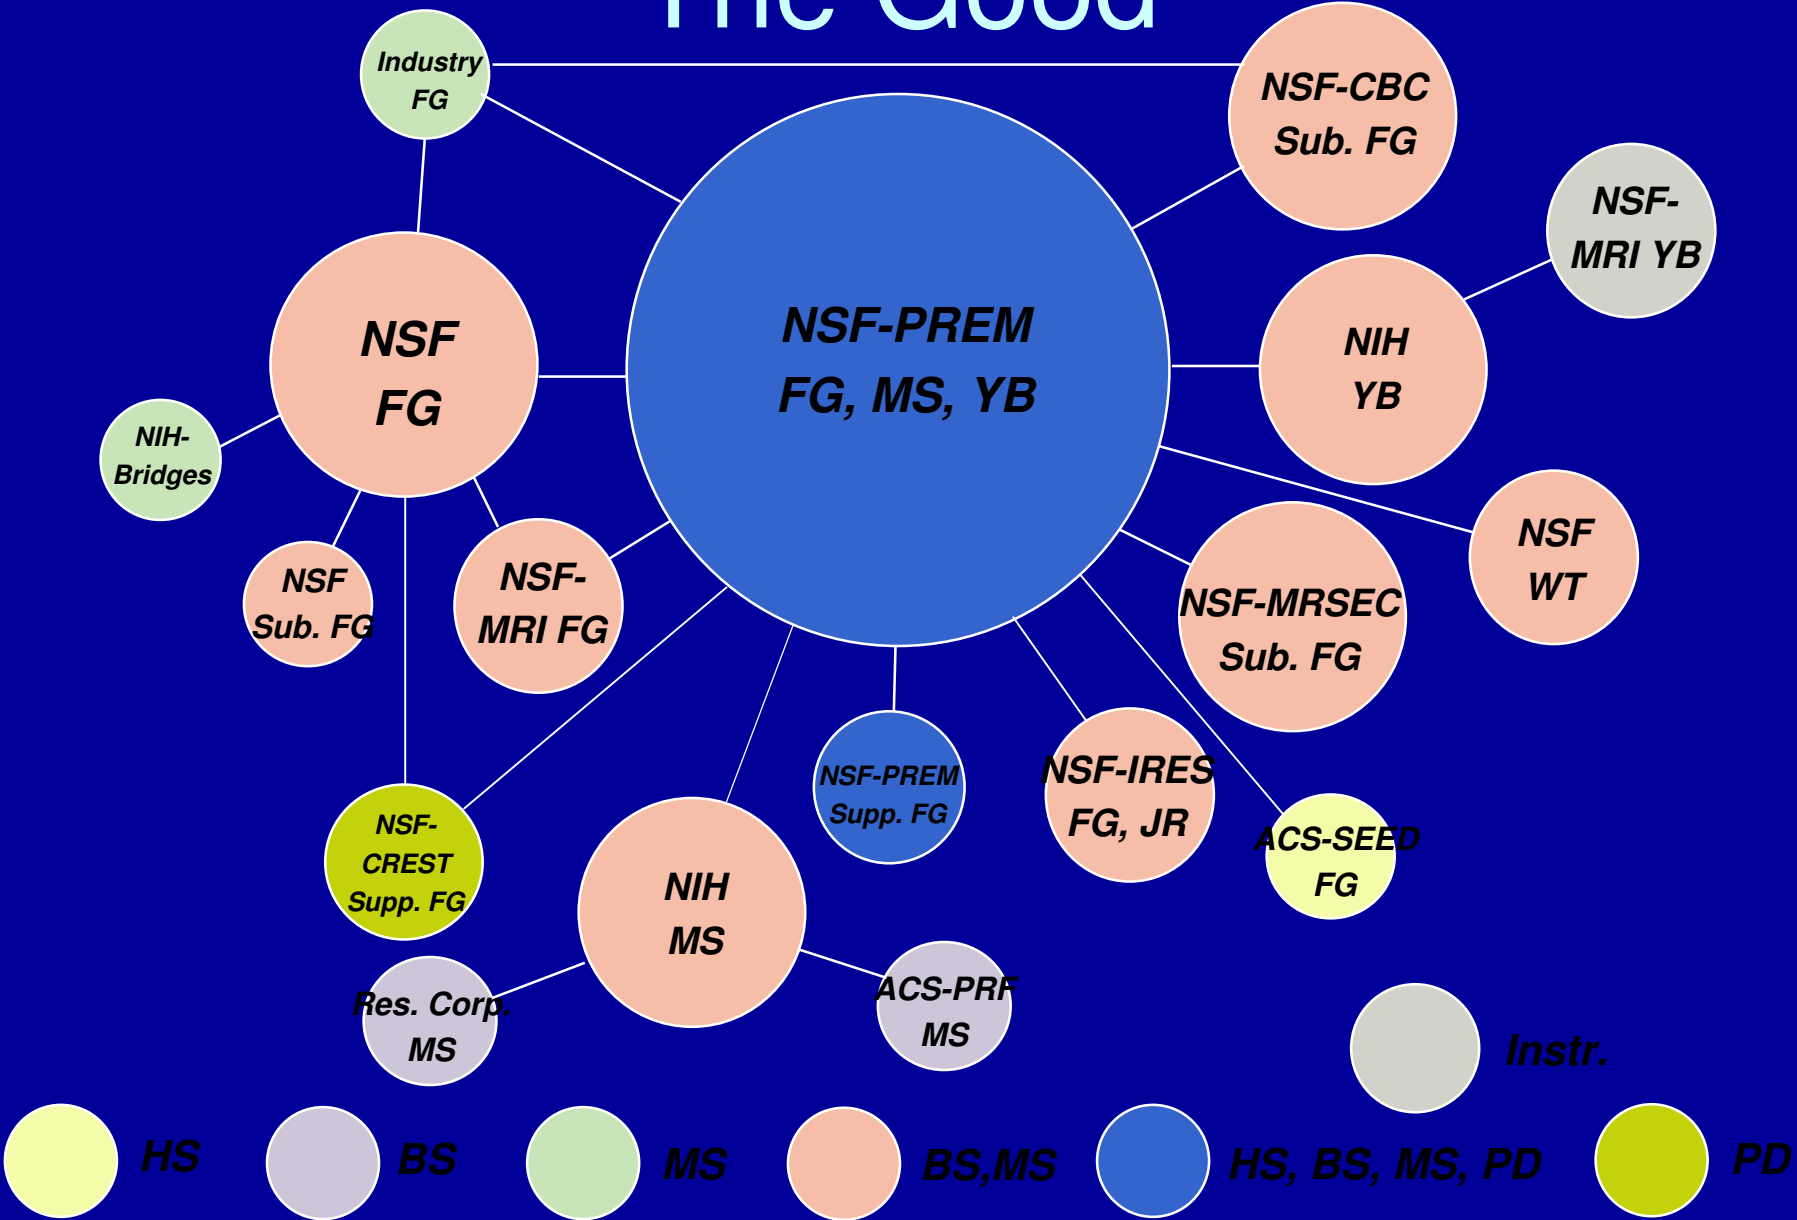 The Good
Industry
FG
NSF-CBC
Sub. FG
NSF-
MRI YB
NSF-PREM
FG, MS, YB
NSF
FG
NIH
YB
NIH-
Bridges
NSF
WT
NSF
Sub. FG
NSF-
MRI FG
NSF-MRSEC
Sub. FG
NSF-PREM
Supp. FG
NSF-IRES
FG, JR
NSF-
CREST
Supp. FG
ACS-SEED
FG
NIH
MS
Res. Corp.
MS
ACS-PRF
MS
Instr.
HS
BS
MS
BS,MS
HS, BS, MS, PD
PD